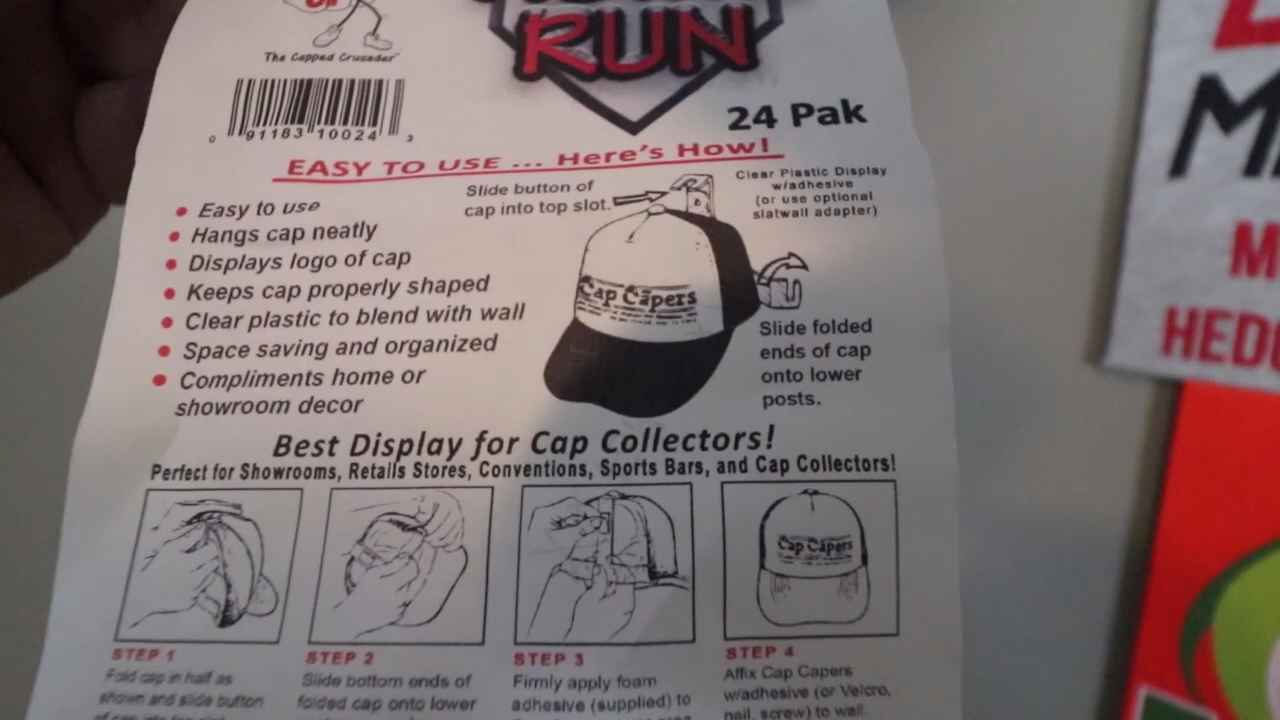 The Capped Crusader™
RUN
24 Pak
0 91183 10024 3
EASY TO USE ... Here's How!
Easy to use
Hangs cap neatly
Displays logo of cap
Keeps cap properly shaped
Clear plastic to blend with wall
Space saving and organized
Compliments home or
showroom decor
Slide button of
cap into top slot.
Clear Plastic Display
w/adhesive
(or use optional
slatwall adapter)
Cap Capers
Slide folded
ends of cap
onto lower
posts.
Best Display for Cap Collectors!
Perfect for Showrooms, Retails Stores, Conventions, Sports Bars, and Cap Collectors!
Cap Capers
STEP 1
Fold cap in half as
shown and slide button
of cap into top slot
STEP 2
Slide bottom ends of
folded cap onto lower
STEP 3
Firmly apply foam
adhesive (supplied) to
STEP 4
Affix Cap Capers
w/adhesive (or Velcro,
nail, screw) to wall.